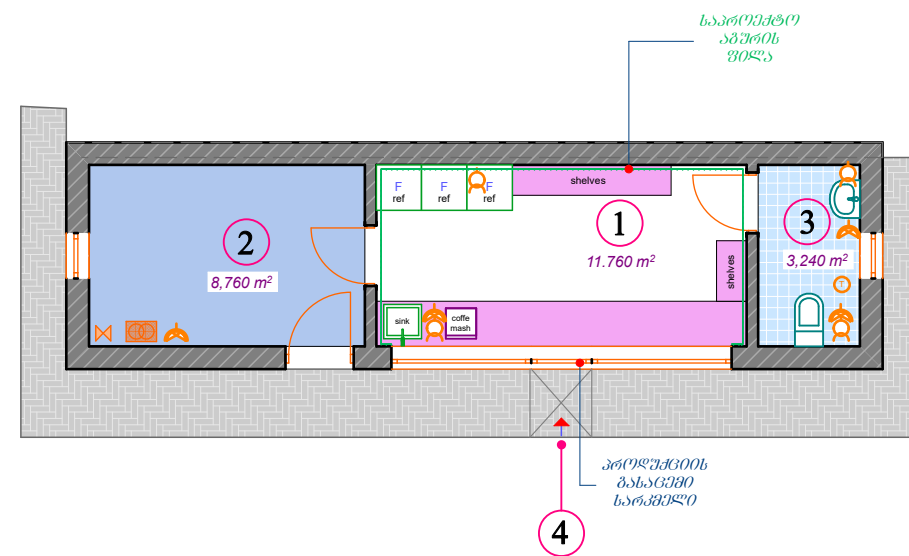 საპროექტო
აგურის
ფილა
F
ref
F
ref
F
ref
shelves
1
11.760 m²
2
8,760 m²
3
3,240 m²
shelves
T
sink
coffe
mash
პროდუქციის
გასაცემი
სარკმელი
4